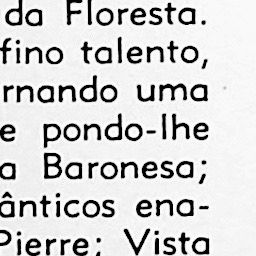 da Floresta.
fino talento,
rnando uma
e pondo-lhe
a Baronesa;
ânticos ena-
Pierre; Vista